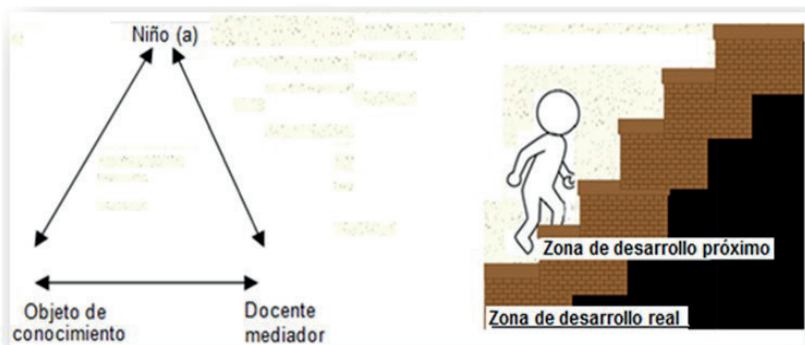 Niño (a)
Objeto de
conocimiento
Docente
mediador
Zona de desarrollo próximo
Zona de desarrollo real